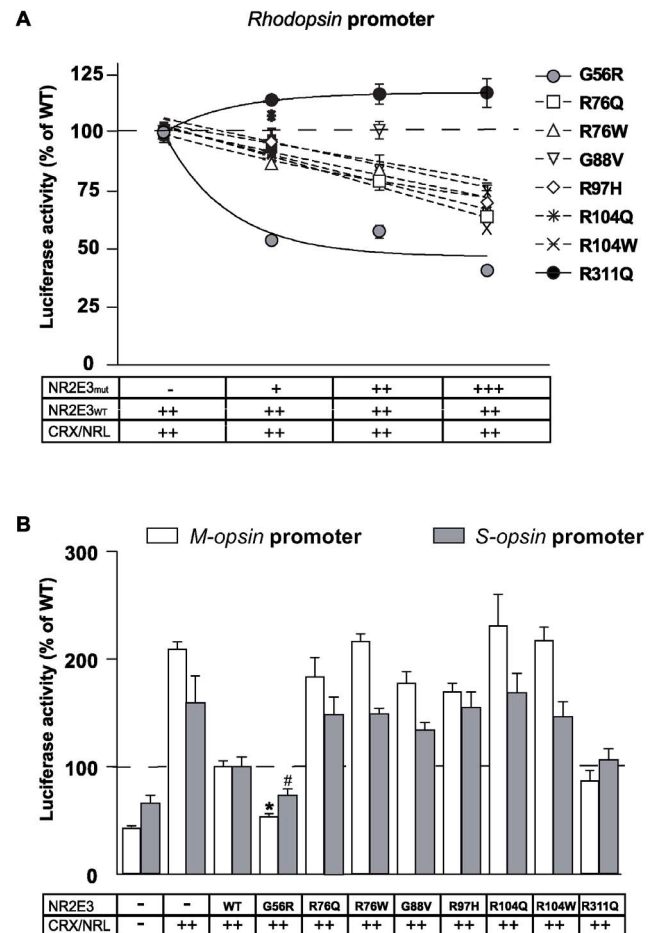 A
Rhodopsin promoter
Luciferase activity (% of WT)
125
100
75
50
25
0
G56R
R76Q
R76W
G88V
R97H
R104Q
R104W
R311Q
NR2E3mut - + ++ +++
NR2E3WT ++ ++ ++ ++
CRX/NRL ++ ++ ++ ++
B
M-opsin promoter S-opsin promoter
Luciferase activity (% of WT)
300
200
100
0
* #
NR2E3 - - WT G56R R76Q R76W G88V R97H R104Q R104W R311Q
CRX/NRL - ++ ++ ++ ++ ++ ++ ++ ++ ++ ++